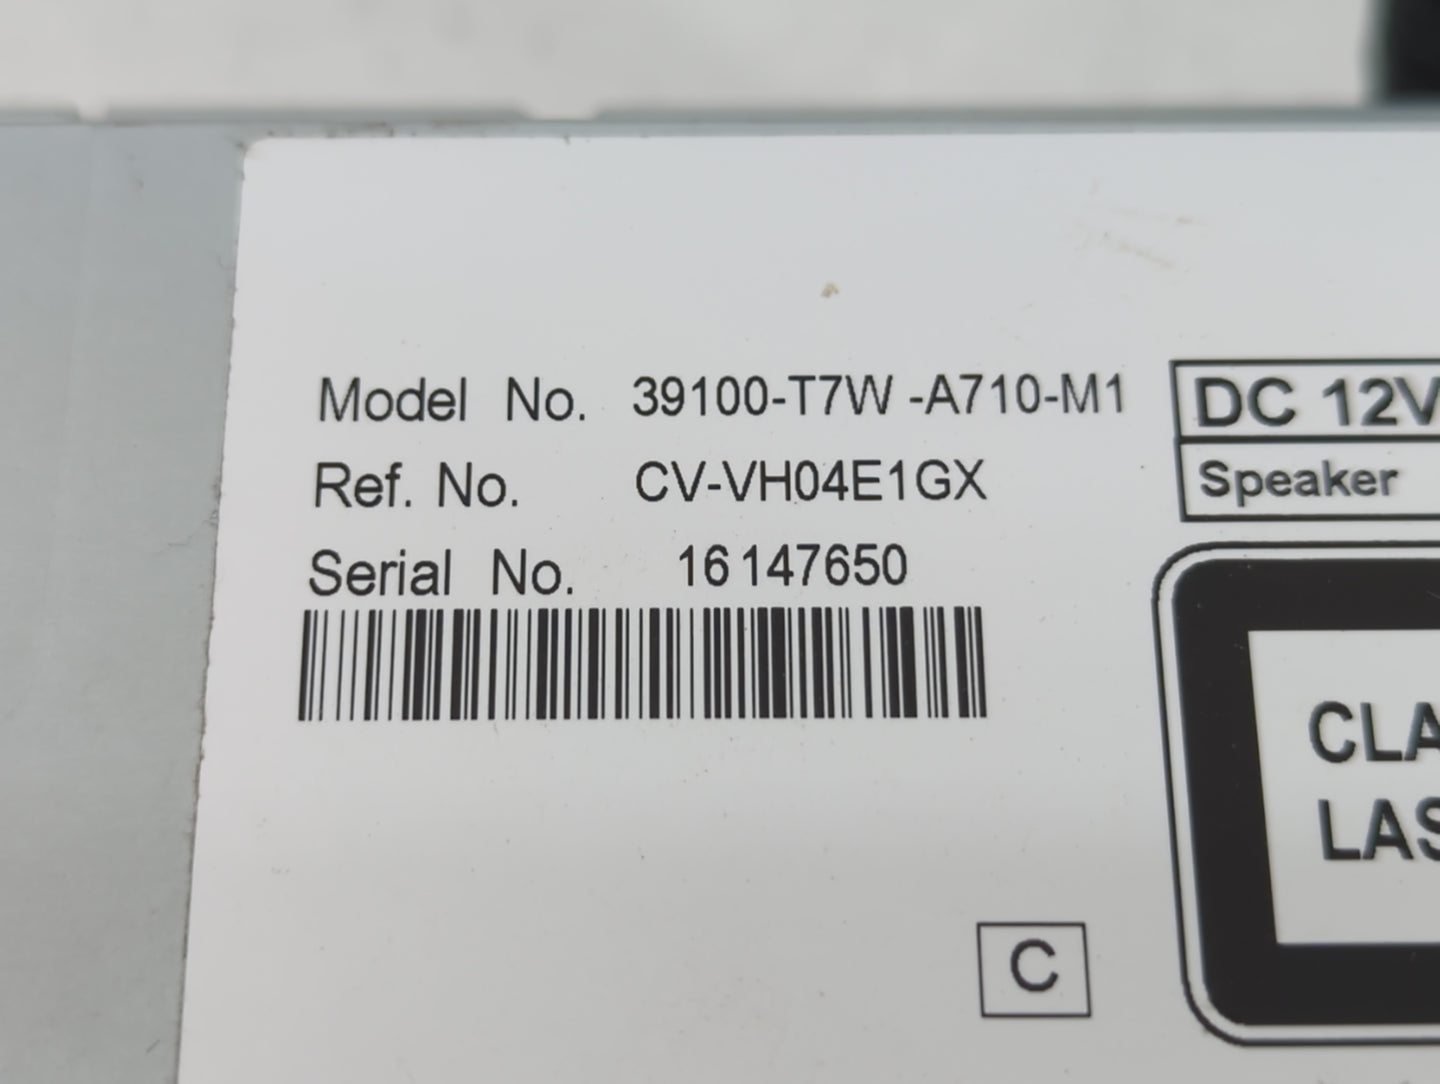 Model No. 39100-T7W -A710-M1
Ref. No. CV-VH04E1GX
Serial No. 16147650
DC 12V
Speaker
CLA
LAS
C